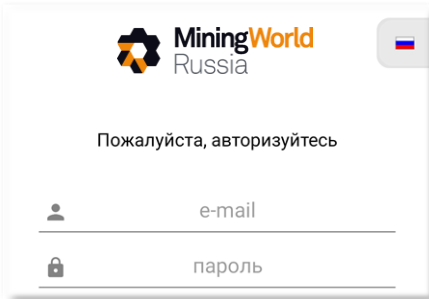 MiningWorld
Russia
Пожалуйста, авторизуйтесь
e-mail
пароль